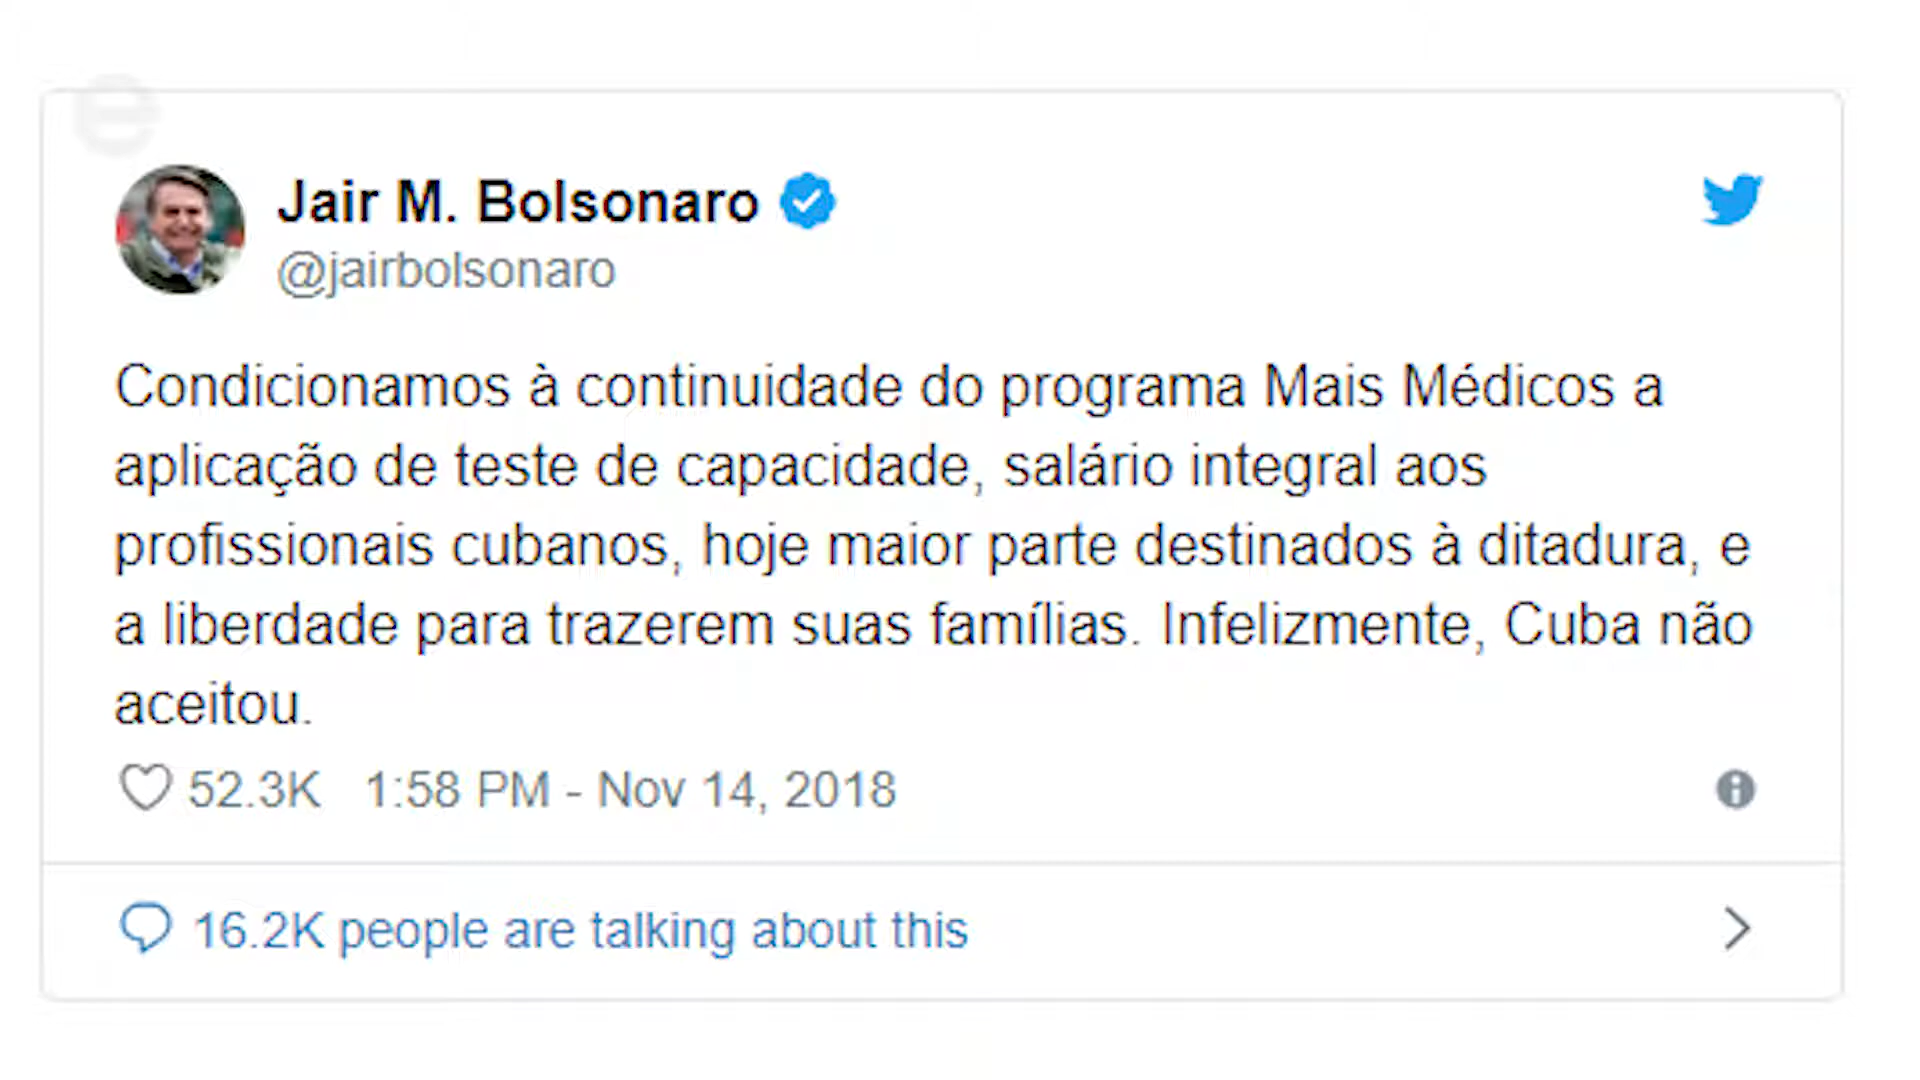 e
Jair M. Bolsonaro
@jairbolsonaro
Condicionamos à continuidade do programa Mais Médicos a
aplicação de teste de capacidade, salário integral aos
profissionais cubanos, hoje maior parte destinados à ditadura, e
a liberdade para trazerem suas famílias. Infelizmente, Cuba não
aceitou.
52.3K 1:58 PM - Nov 14, 2018
16.2K people are talking about this